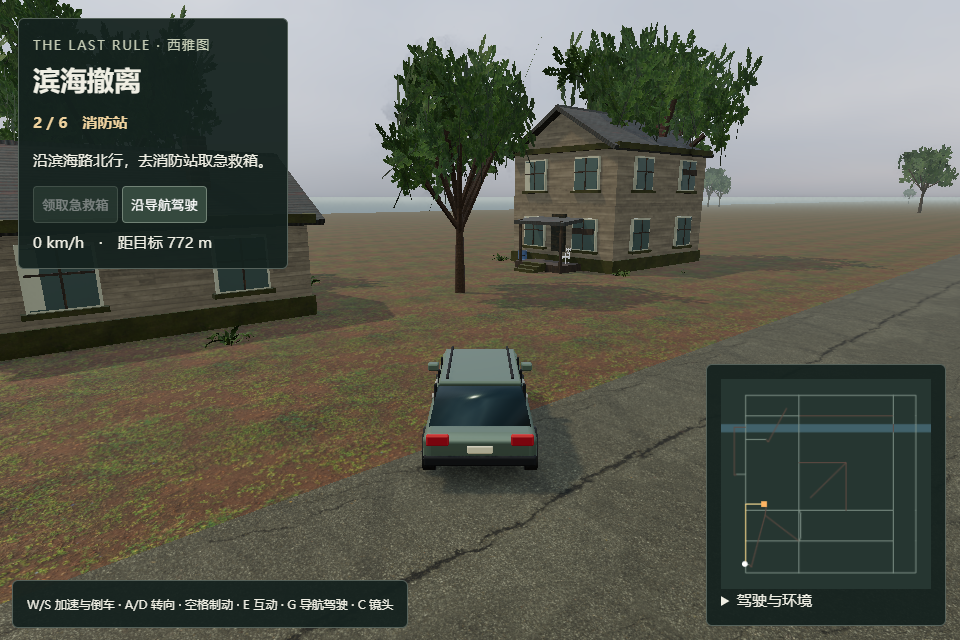 THE LAST RULE · 西雅图
滨海撤离
2 / 6 消防站
沿滨海路北行，去消防站取急救箱。
领取急救箱 沿导航驾驶
0 km/h · 距目标 772 m
▶ 驾驶与环境
W/S 加速与倒车 · A/D 转向 · 空格制动 · E 互动 · G 导航驾驶 · C 镜头